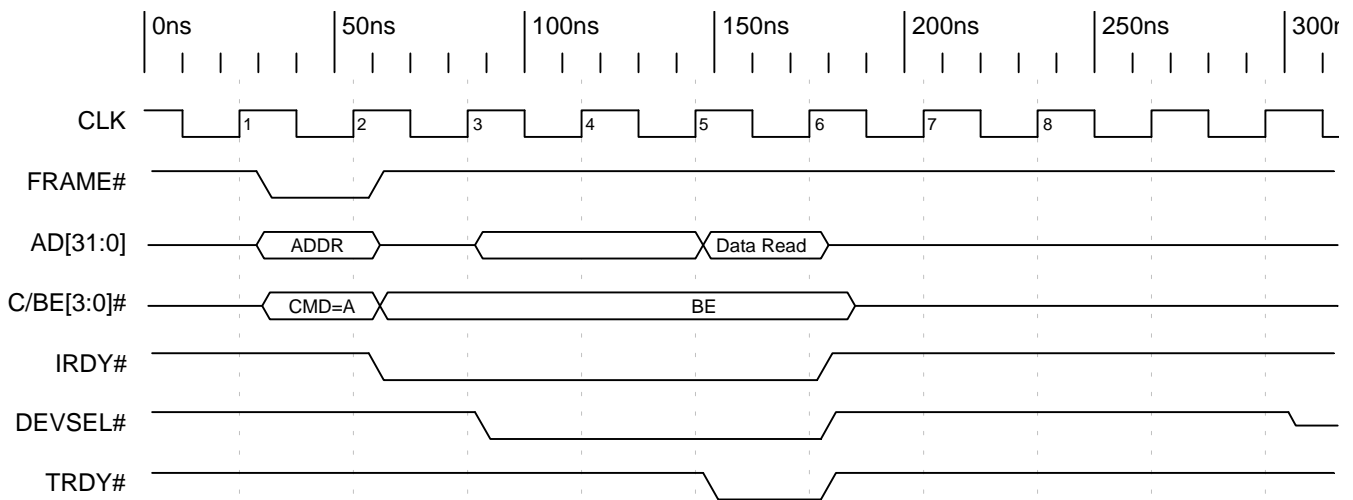 0ns 50ns 100ns 150ns 200ns 250ns 300n
CLK 1 2 3 4 5 6 7 8
FRAME#
AD[31:0] ADDR Data Read
C/BE[3:0]# CMD=A BE
IRDY#
DEVSEL#
TRDY#